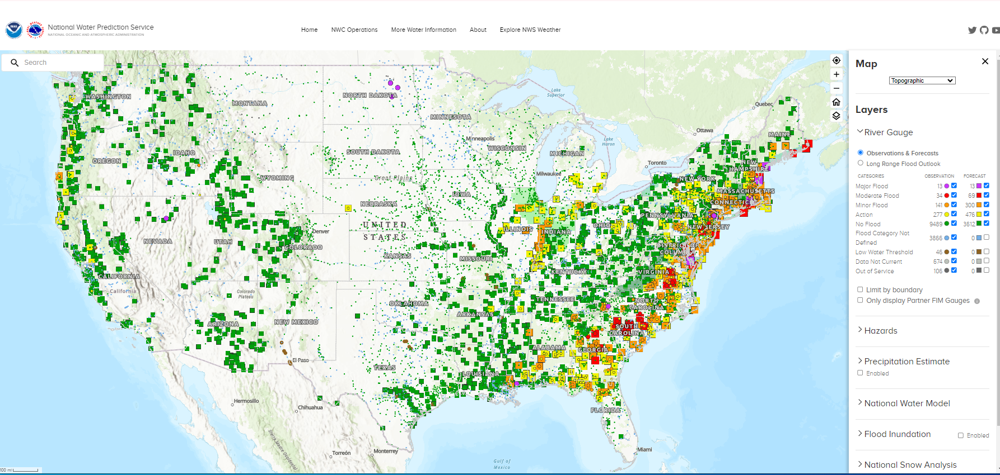 National Water Prediction Service
NATIONAL OCEANIC AND ATMOSPHERIC ADMINISTRATION
Home
NWC Operations
More Water Information
About
Explore NWS Weather
Search
WASHINGTON
MONTANA
NORTH DAKOTA
MINNESOTA
Lake
Superior
Quebec
MAINE
Ottawa
Minneapolis
WISCONSIN
MICHIGAN
Lake
Huron
OREGON
IDAHO
SOUTH DAKOTA
Toronto
NEW
HAMPSHIRE
WYOMING
Great Plains
Milwaukee
NEW YORK
IOWA
MASSACHUSETTS
NEBRASKA
CONNECTIC
PENNSYLVANIA
UNITED
STATES
Denver
ILLINOIS
INDIANA
OHIO
NEW JERSEY
NEVADA
UTAH
COLORADO
DISTRICT OF
COLUMBIA
KANSAS
MISSOURI
KENTUCKY
VIRGINIA
CALIFORNIA
California
Colorado
Plateau
OKLAHOMA
TENNESSEE
NORTH
CAROLINA
ARKANSAS
ARIZONA
NEW MEXICO
SOUTH
CAROLINA
ALABAMA
GEORGIA
El Paso
TEXAS
LOUISIANA
Hermosillo
Chihuahua
FLORIDA
Sierra Madre Occidental
Torreón
Monterrey
Miami
Gulf of
Mexico
100 mi
Map
Topographic
Layers
River Gauge
Observations & Forecasts
Long Range Flood Outlook
CATEGORIES OBSERVATION FORECAST
Major Flood 13 13
Moderate Flood 34 69
Minor Flood 141 300
Action 277 476
No Flood 9489 3612
Flood Category Not
Defined 3866 0
Low Water Threshold 46 0
Data Not Current 674 0
Out of Service 106 0
Limit by boundary
Only display Partner FIM Gauges
Hazards
Precipitation Estimate
Enabled
National Water Model
Flood Inundation
Enabled
National Snow Analysis